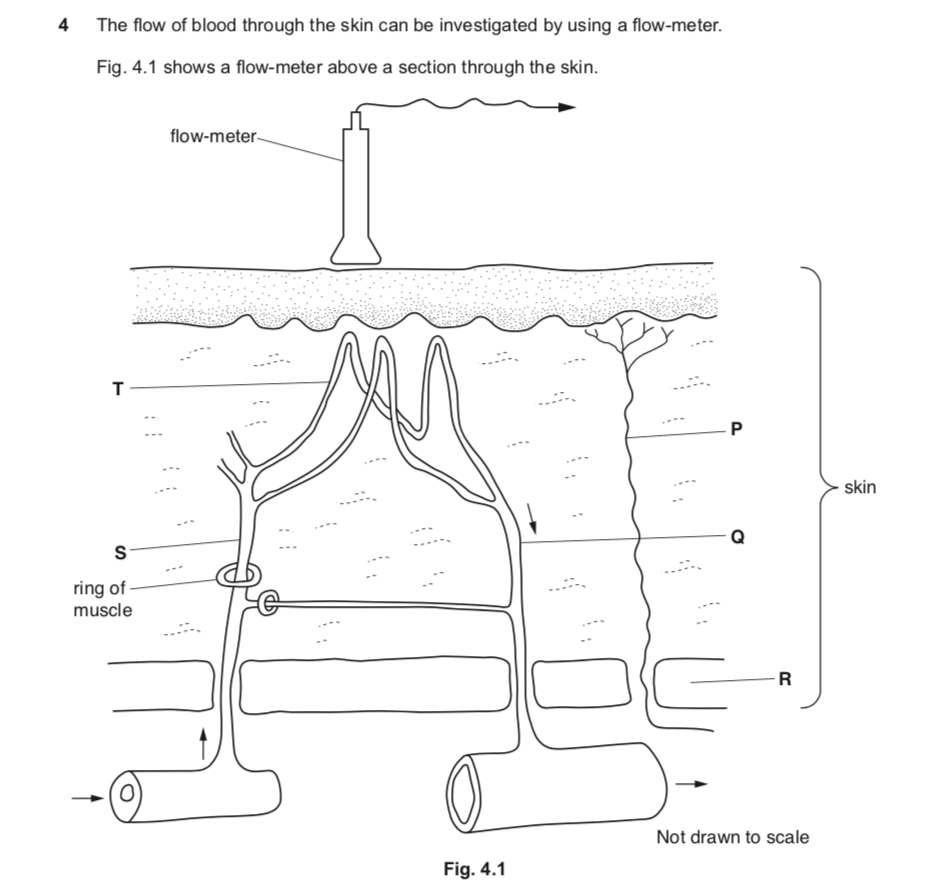 4 The flow of blood through the skin can be investigated by using a flow-meter.
Fig. 4.1 shows a flow-meter above a section through the skin.
flow-meter
T
P
skin
Q
S
ring of
muscle
R
Not drawn to scale
Fig. 4.1